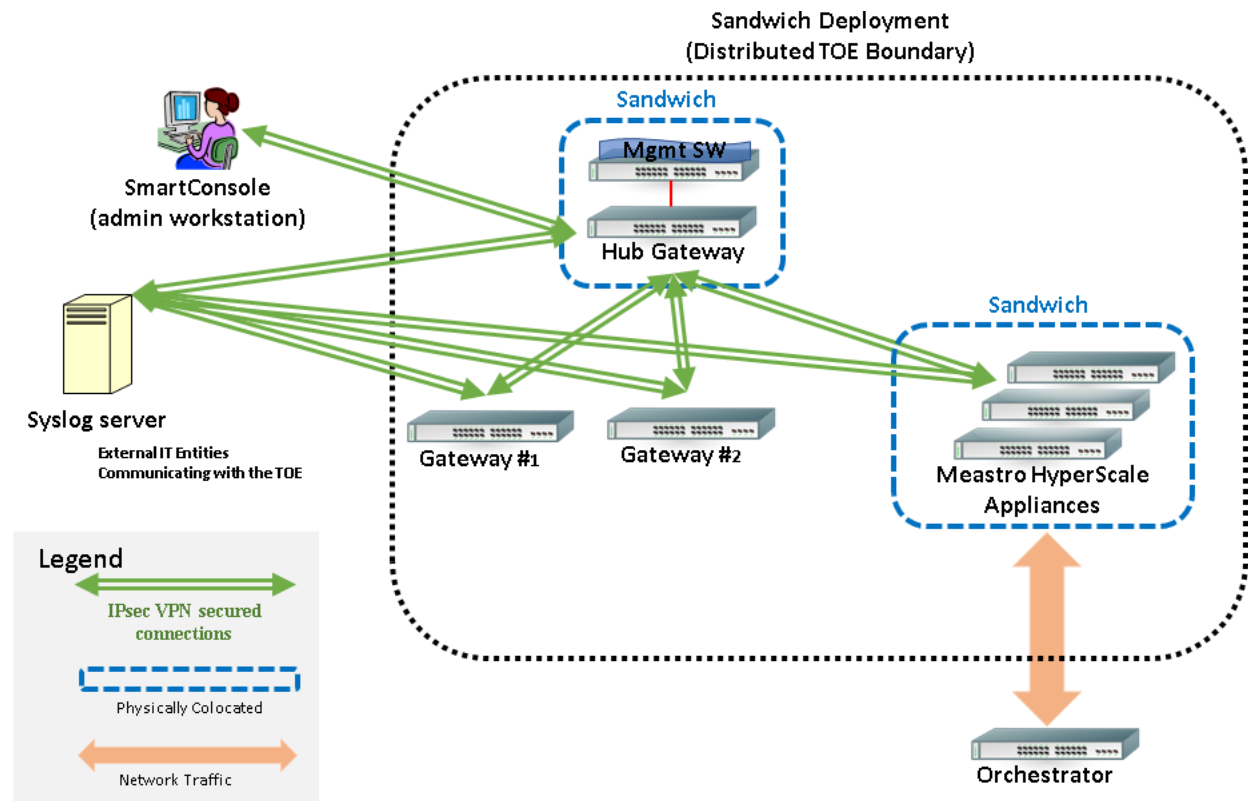 Sandwich Deployment
(Distributed TOE Boundary)
Sandwich
Mgmt SW
Hub Gateway
SmartConsole
(admin workstation)
Syslog server
External IT Entities
Communicating with the TOE
Gateway #1
Gateway #2
Sandwich
Meastro HyperScale
Appliances
Orchestrator
Legend
IPsec VPN secured
connections
Physically Colocated
Network Traffic